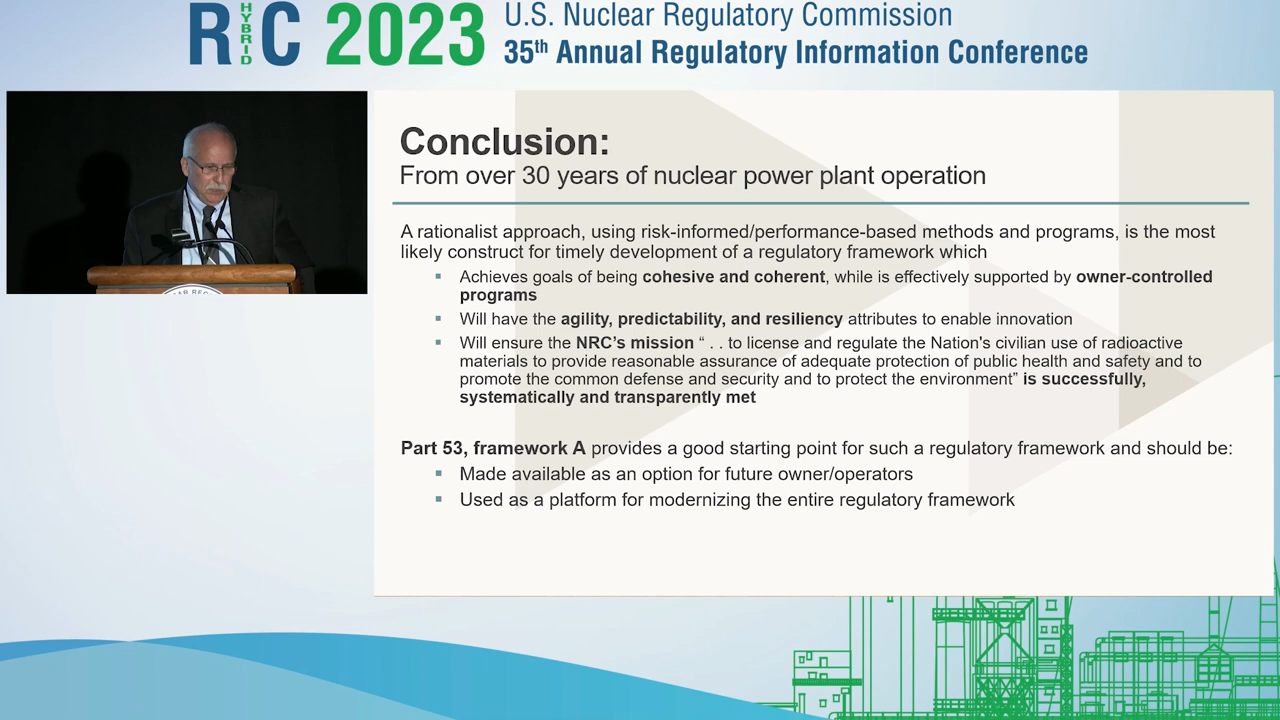 RIC 2023
HYBRID
U.S. Nuclear Regulatory Commission
35th Annual Regulatory Information Conference
Conclusion:
From over 30 years of nuclear power plant operation
A rationalist approach, using risk-informed/performance-based methods and programs, is the most
likely construct for timely development of a regulatory framework which
▪ Achieves goals of being cohesive and coherent, while is effectively supported by owner-controlled
programs
▪ Will have the agility, predictability, and resiliency attributes to enable innovation
▪ Will ensure the NRC's mission “ . . to license and regulate the Nation's civilian use of radioactive
materials to provide reasonable assurance of adequate protection of public health and safety and to
promote the common defense and security and to protect the environment” is successfully,
systematically and transparently met
Part 53, framework A provides a good starting point for such a regulatory framework and should be:
▪ Made available as an option for future owner/operators
▪ Used as a platform for modernizing the entire regulatory framework